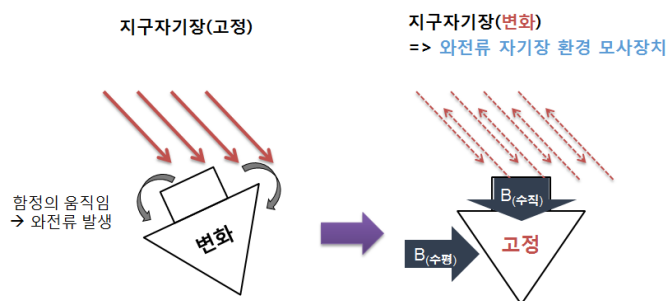 지구자기장(고정)
함정의 움직임
→ 와전류 발생
변화
지구자기장(변화)
=> 와전류 자기장 환경 모사장치
B(수직)
B(수평)
고정